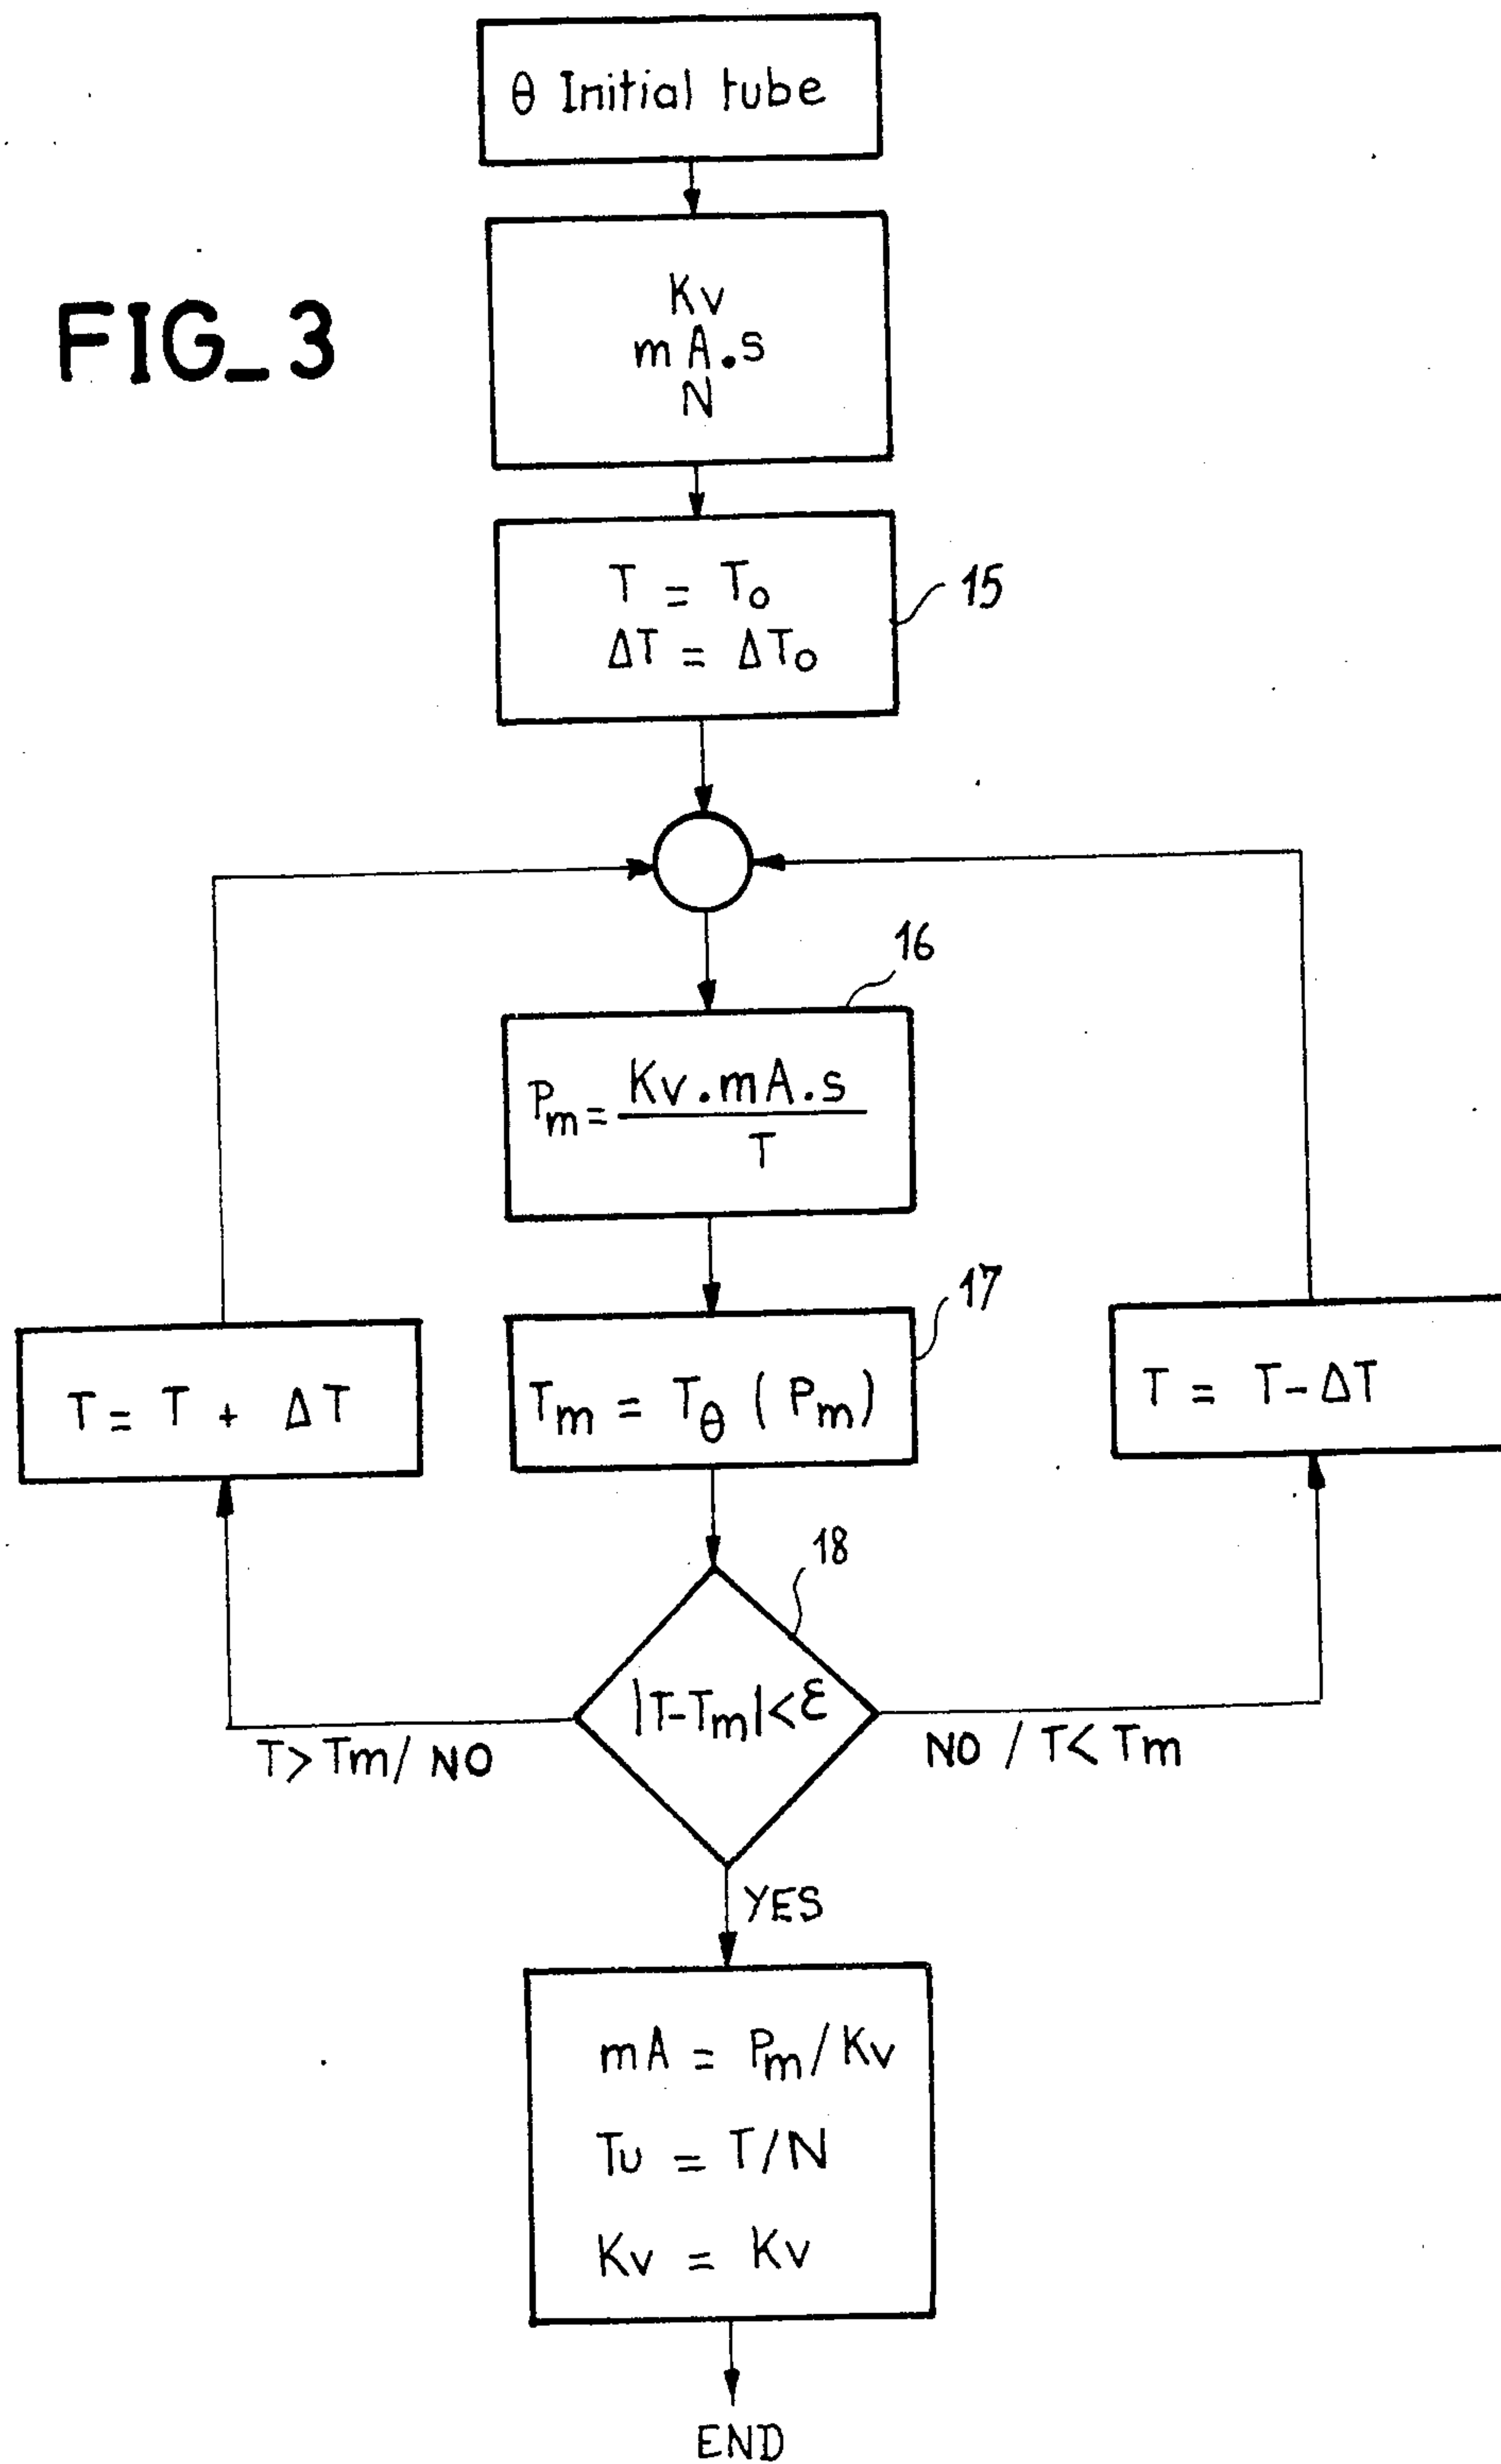 θ Initial tube
FIG_3
Kv
mA.s
N
T = To
ΔT = ΔTo
15
16
Pm = Kv.mA.s
T
17
T = T + ΔT
Tm = Tθ (Pm)
T = T-ΔT
18
|T-Tm|<ε
T>Tm/ NO
NO / T< Tm
YES
mA = Pm/Kv
Tu = T/N
Kv = Kv
END